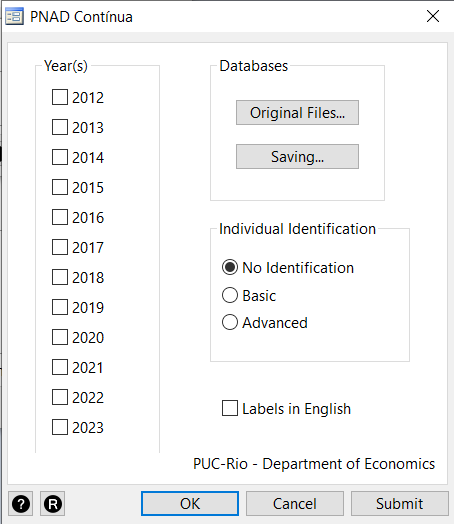 PNAD Contínua
Year(s)
2012
2013
2014
2015
2016
2017
2018
2019
2020
2021
2022
2023
Databases
Original Files...
Saving...
Individual Identification
No Identification
Basic
Advanced
Labels in English
PUC-Rio - Department of Economics
? R OK Cancel Submit